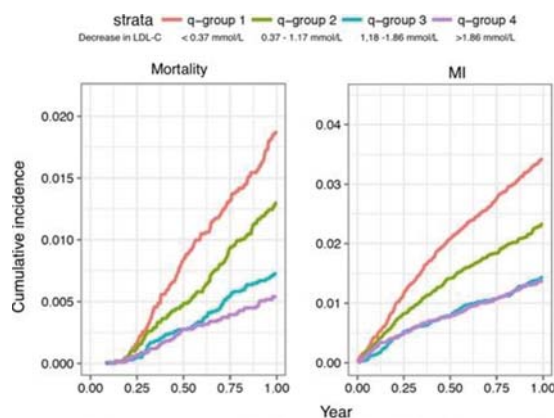 strata q-group 1 q-group 2 q-group 3 q-group 4
Decrease in LDL-C < 0.37 mmol/L 0.37 - 1.17 mmol/L 1,18 -1.86 mmol/L >1.86 mmol/L
Mortality MI
Cumulative incidence
0.020
0.015
0.010
0.005
0.000
0.04
0.03
0.02
0.01
0.00
0.00 0.25 0.50 0.75 1.00 0.00 0.25 0.50 0.75 1.00
Year